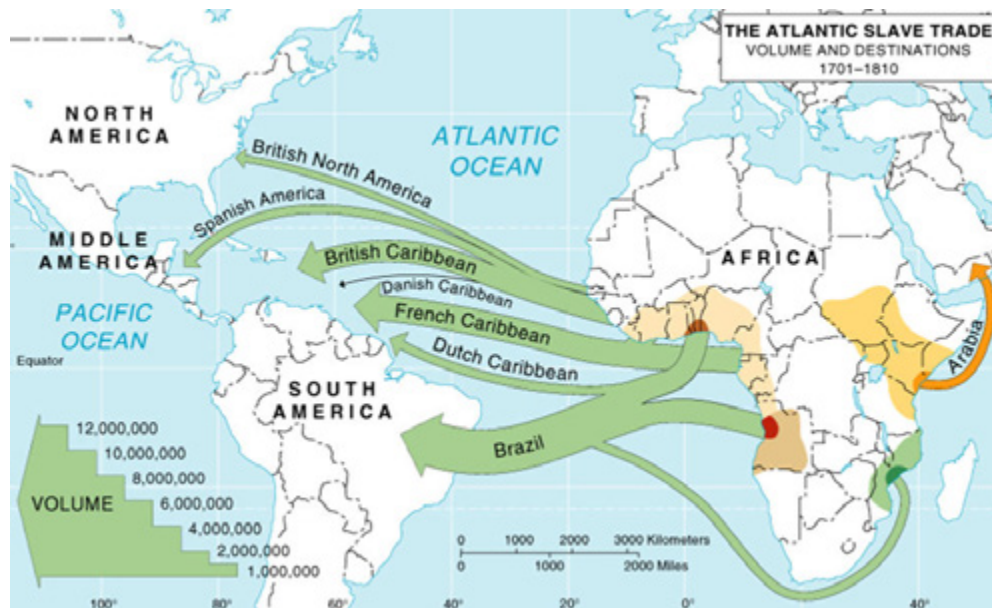 THE ATLANTIC SLAVE TRADE
VOLUME AND DESTINATIONS
1701–1810
NORTH
AMERICA
ATLANTIC
OCEAN
British North America
Spanish America
MIDDLE
AMERICA
British Caribbean
AFRICA
Danish Caribbean
PACIFIC
OCEAN
French Caribbean
Arabia
Equator
Dutch Caribbean
SOUTH
AMERICA
Brazil
12,000,000
10,000,000
8,000,000
VOLUME
6,000,000
4,000,000
2,000,000
1,000,000
0 1000 2000 3000 Kilometers
0 1000 2000 Miles
100° 80° 60° 40° 20° 0° 40°